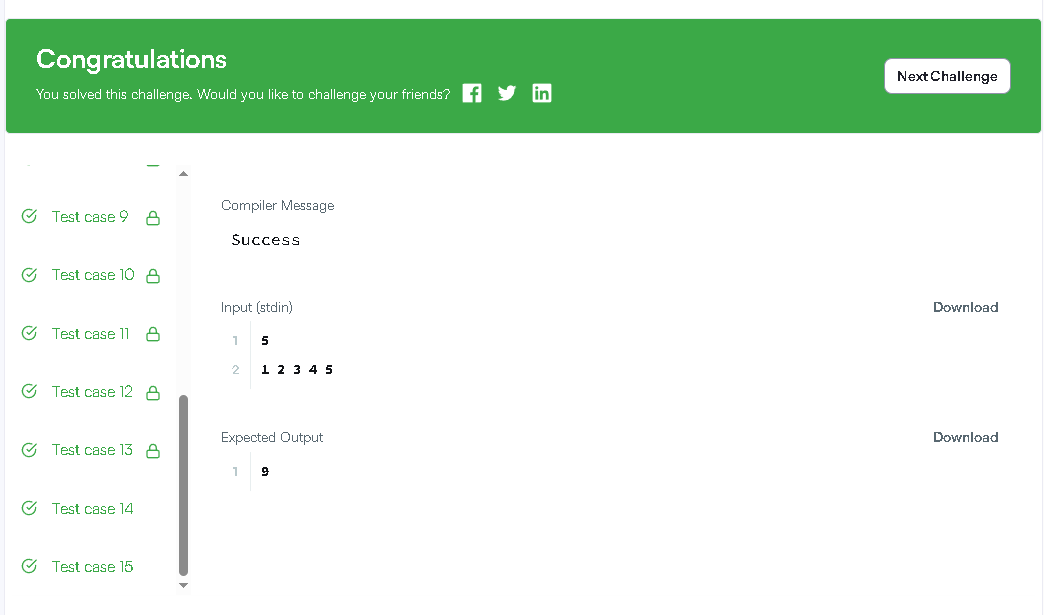 Congratulations
You solved this challenge. Would you like to challenge your friends?
Next Challenge
Test case 9
Test case 10
Test case 11
Test case 12
Test case 13
Test case 14
Test case 15
Compiler Message
Success
Input (stdin)
Download
1 5
2 1 2 3 4 5
Expected Output
Download
1 9